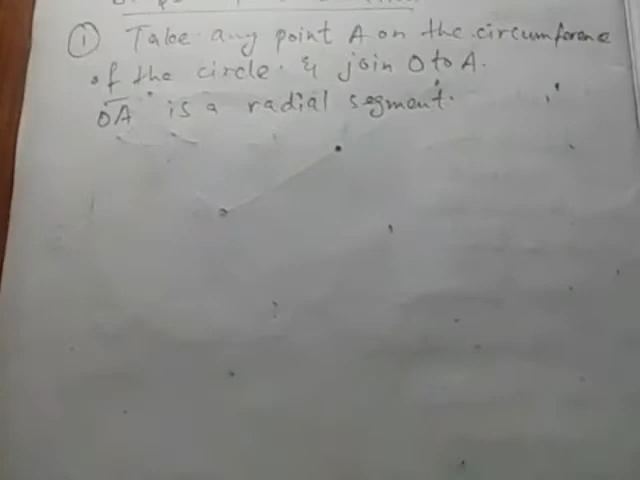 ① Take any point A on the circumference
of the circle & join O to A.
OA is a radial segment.